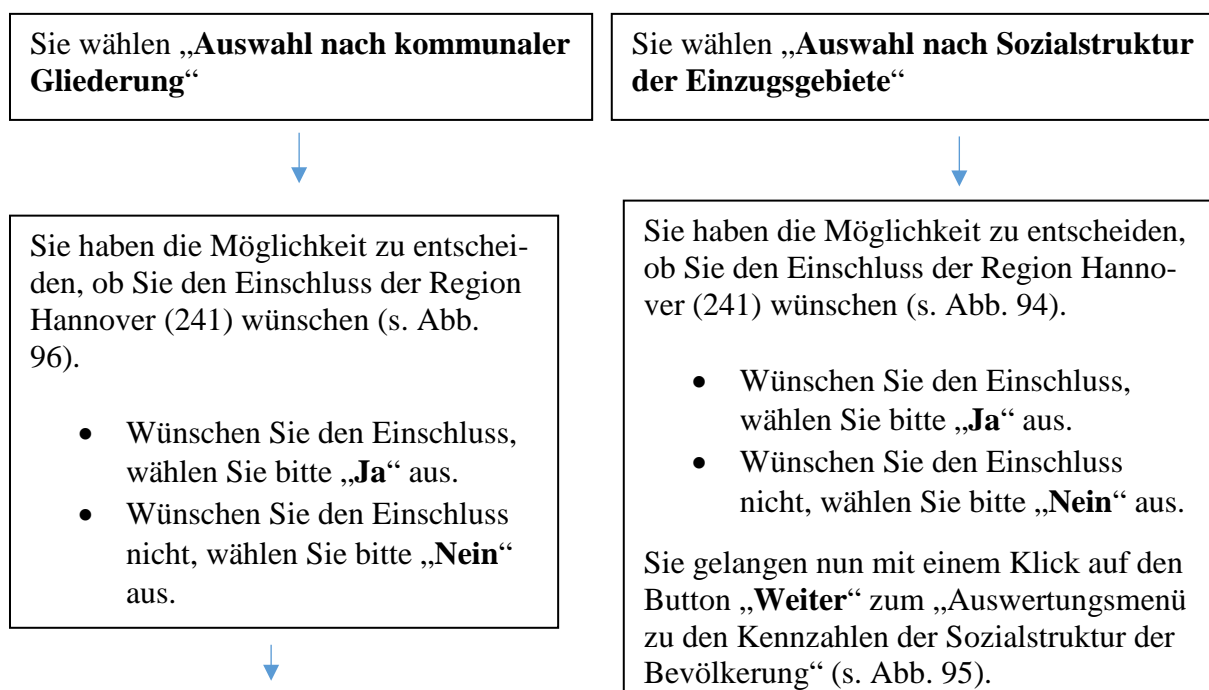 Sie wählen „Auswahl nach kommunaler
Gliederung“
Sie haben die Möglichkeit zu entschei-
den, ob Sie den Einschluss der Region
Hannover (241) wünschen (s. Abb.
96).
• Wünschen Sie den Einschluss,
wählen Sie bitte „Ja“ aus.
• Wünschen Sie den Einschluss
nicht, wählen Sie bitte „Nein“
aus.
Sie wählen „Auswahl nach Sozialstruktur
der Einzugsgebiete“
Sie haben die Möglichkeit zu entscheiden,
ob Sie den Einschluss der Region Hanno-
ver (241) wünschen (s. Abb. 94).
• Wünschen Sie den Einschluss,
wählen Sie bitte „Ja“ aus.
• Wünschen Sie den Einschluss
nicht, wählen Sie bitte „Nein“ aus.
Sie gelangen nun mit einem Klick auf den
Button „Weiter“ zum „Auswertungsmenü
zu den Kennzahlen der Sozialstruktur der
Bevölkerung“ (s. Abb. 95).